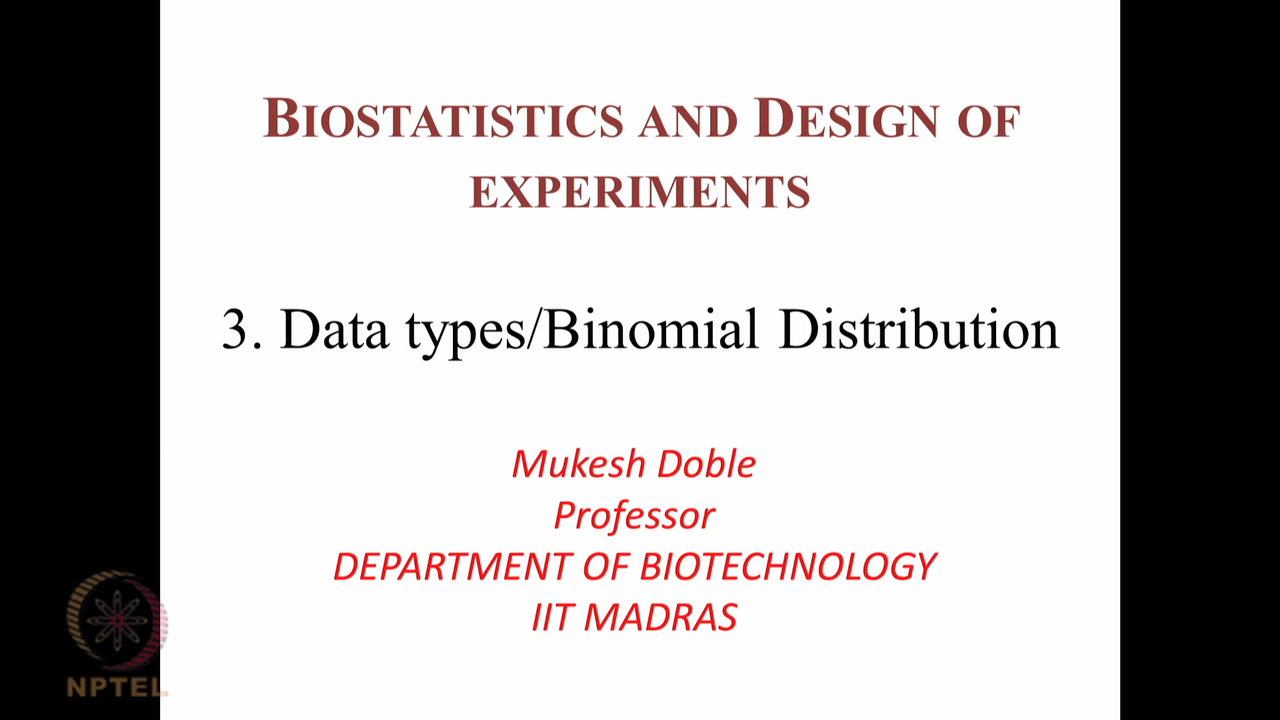 BIOSTATISTICS AND DESIGN OF
EXPERIMENTS
3. Data types/Binomial Distribution
Mukesh Doble
Professor
DEPARTMENT OF BIOTECHNOLOGY
IIT MADRAS
NPTEL